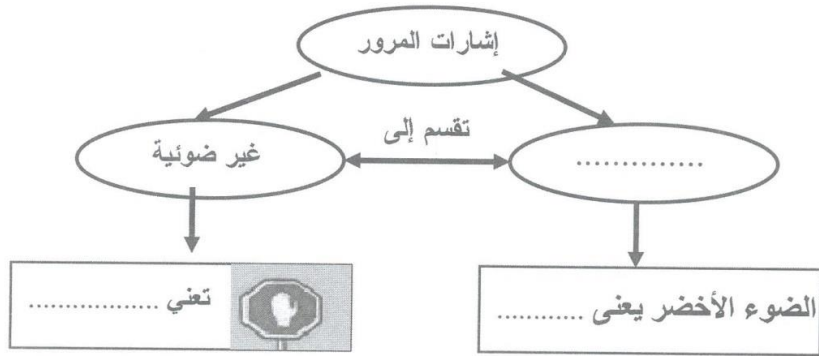 إشارات المرور
تقسم إلى
..............
غير ضوئية
الضوء الأخضر يعنى ............
تعني ..................